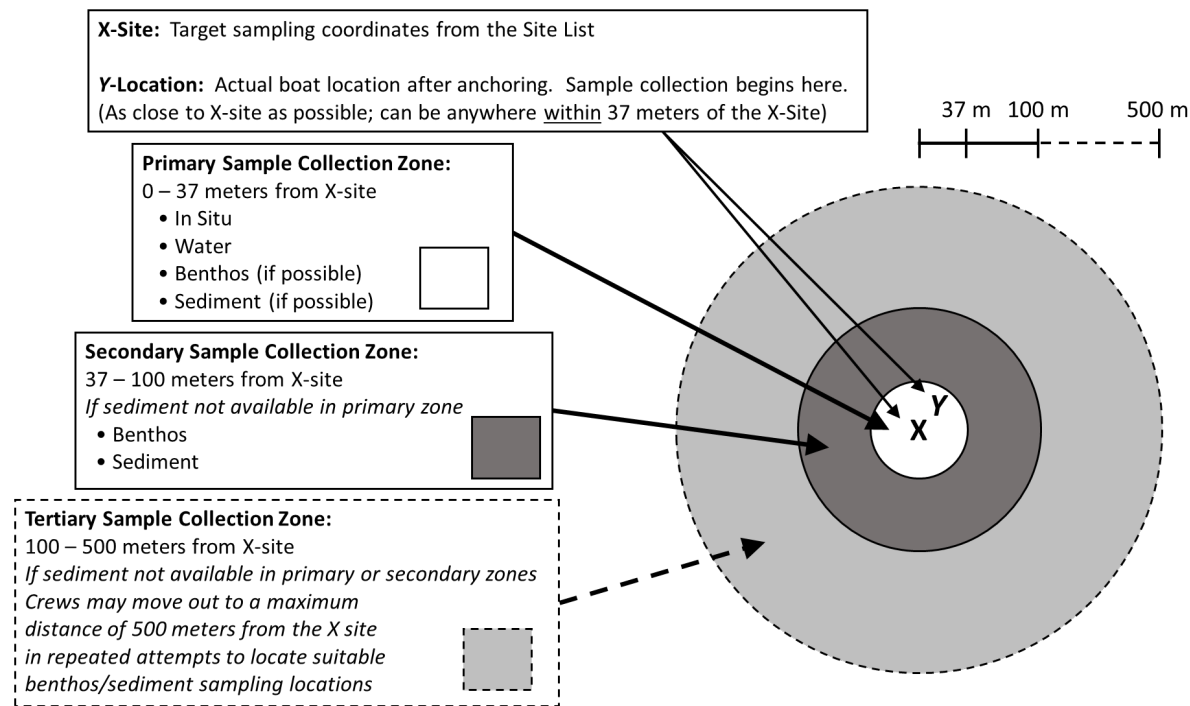 X-Site: Target sampling coordinates from the Site List
Y-Location: Actual boat location after anchoring. Sample collection begins here.
(As close to X-site as possible; can be anywhere within 37 meters of the X-Site)
37 m 100 m 500 m
Primary Sample Collection Zone:
0 – 37 meters from X-site
• In Situ
• Water
• Benthos (if possible)
• Sediment (if possible)
Secondary Sample Collection Zone:
37 – 100 meters from X-site
If sediment not available in primary zone
• Benthos
• Sediment
Y
X
Tertiary Sample Collection Zone:
100 – 500 meters from X-site
If sediment not available in primary or secondary zones
Crews may move out to a maximum
distance of 500 meters from the X site
in repeated attempts to locate suitable
benthos/sediment sampling locations